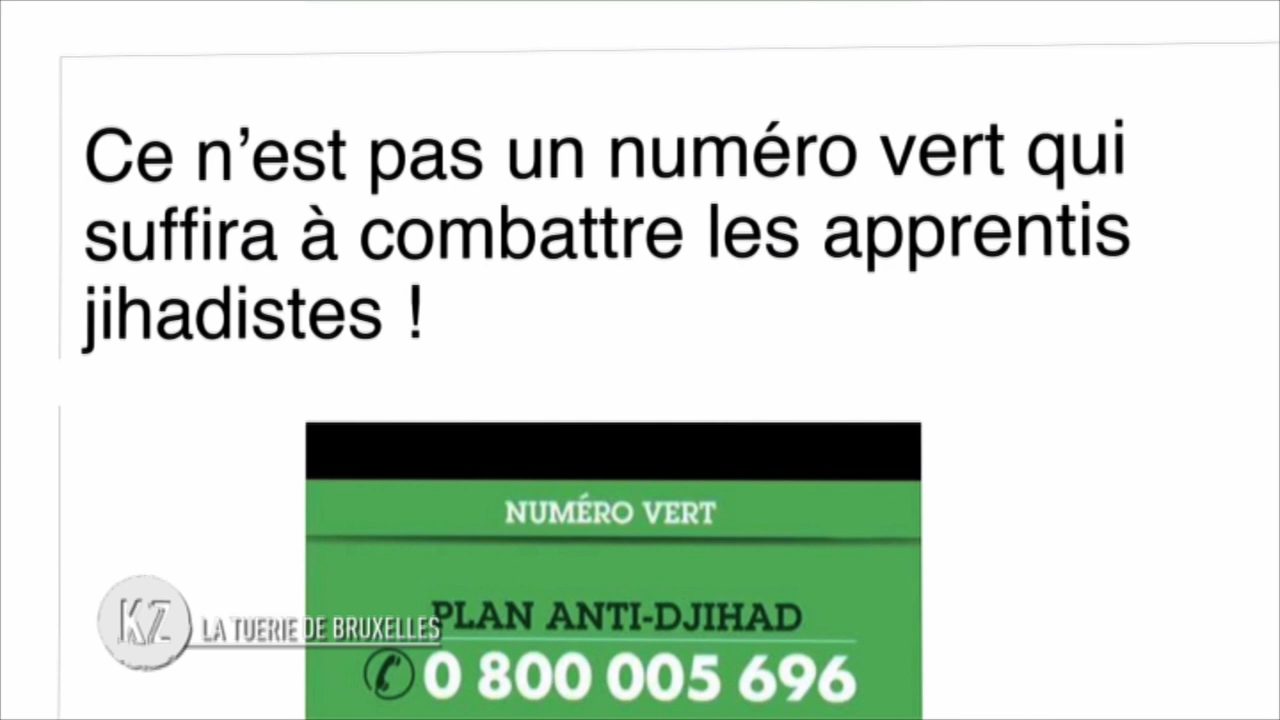 Ce n’est pas un numéro vert qui
suffira à combattre les apprentis
jihadistes !
NUMÉRO VERT
PLAN ANTI-DJIHAD
KZ LA TUERIE DE BRUXELLES
0 800 005 696